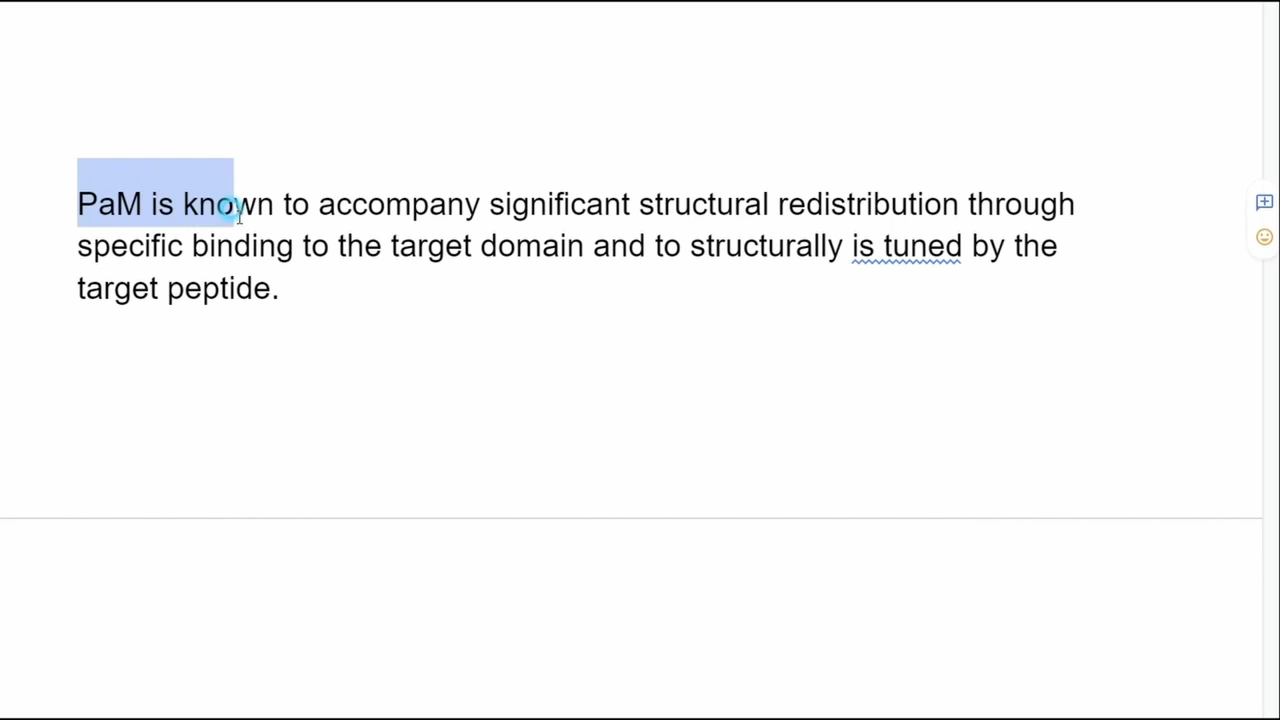 PaM is known to accompany significant structural redistribution through
specific binding to the target domain and to structurally is tuned by the
target peptide.